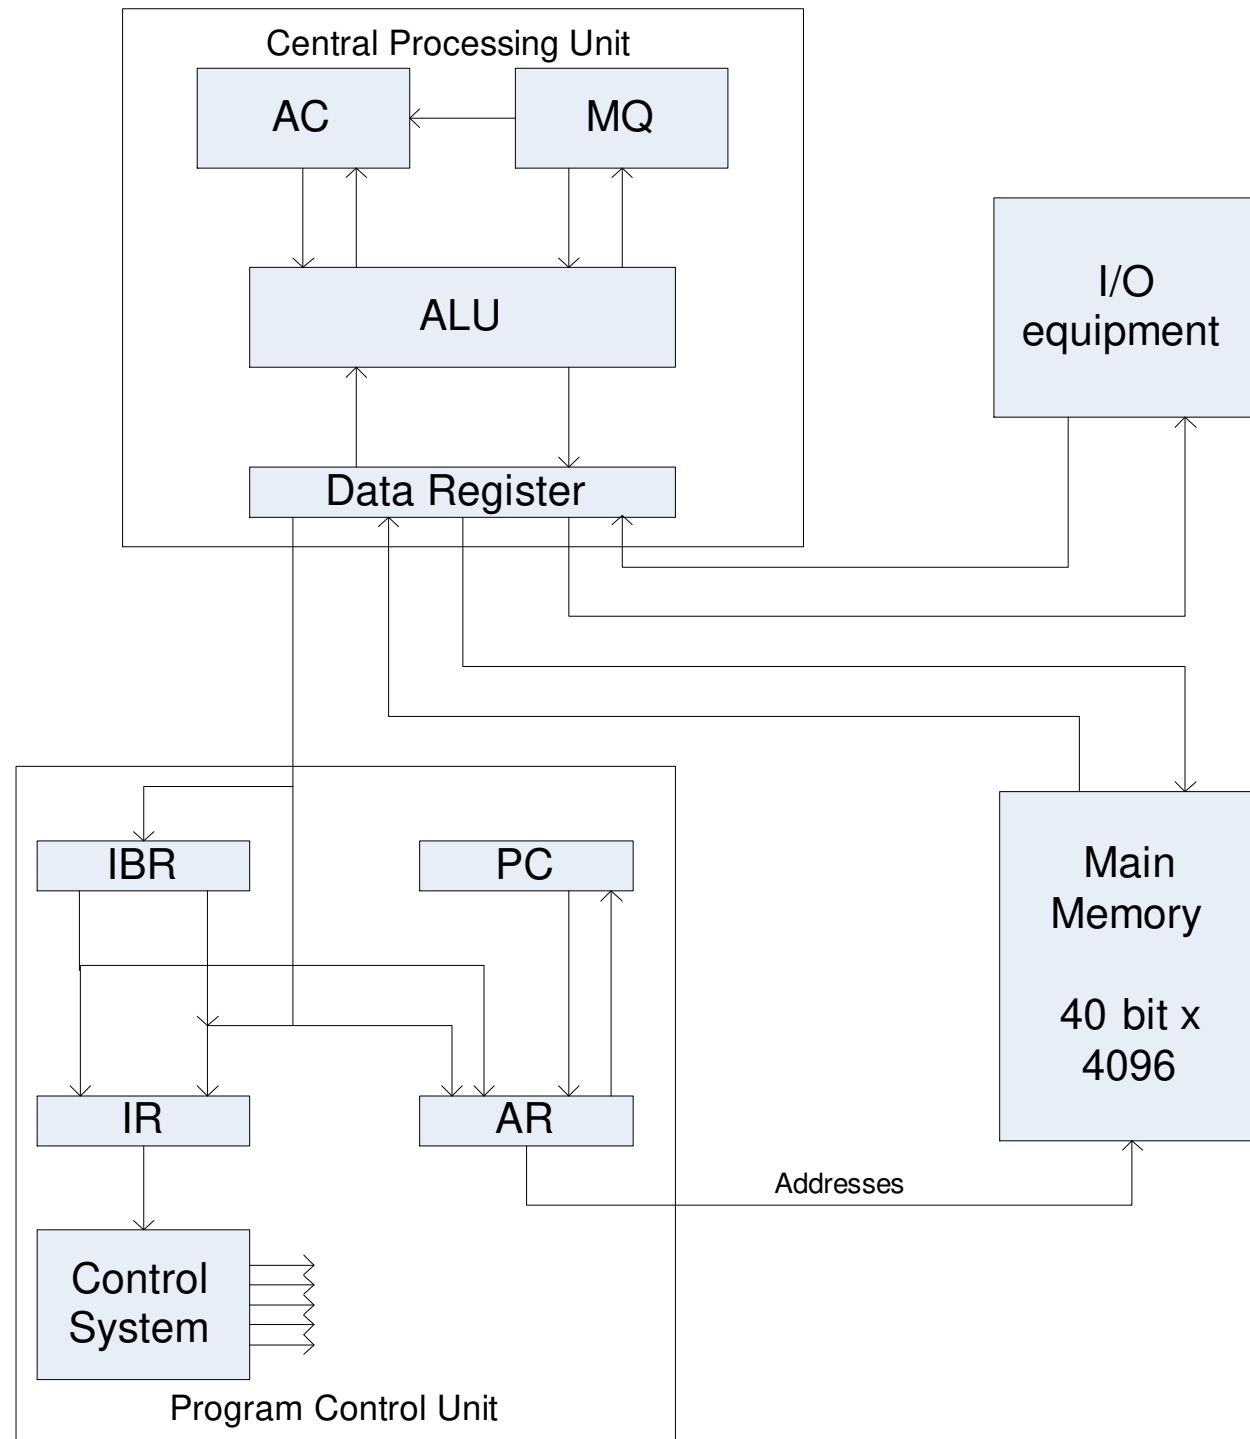 Central Processing Unit
AC
MQ
ALU
I/O
equipment
Data Register
IBR
PC
Main
Memory
40 bit x
4096
IR
AR
Addresses
Control
System
Program Control Unit